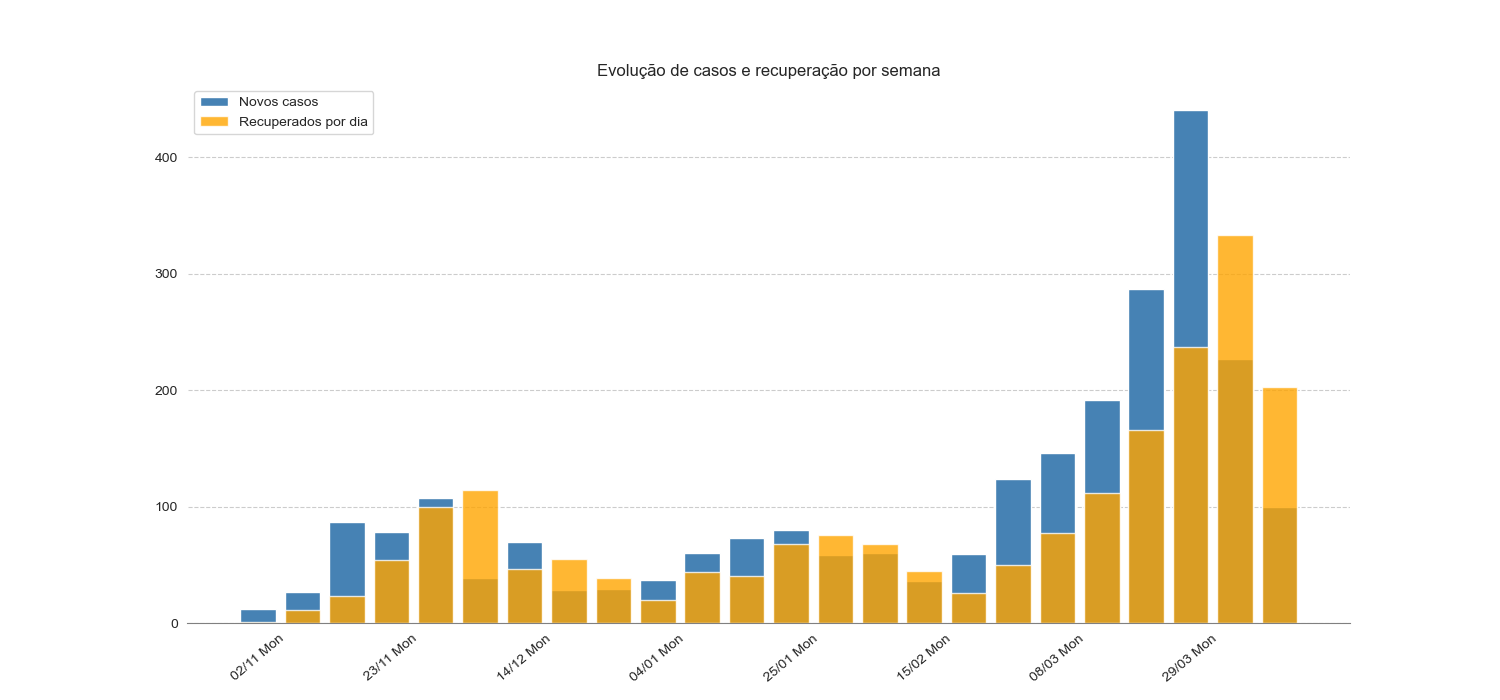 Evolução de casos e recuperação por semana
Novos casos
Recuperados por dia
400
300
200
100
0
02/11 Mon
23/11 Mon
14/12 Mon
04/01 Mon
25/01 Mon
15/02 Mon
08/03 Mon
29/03 Mon